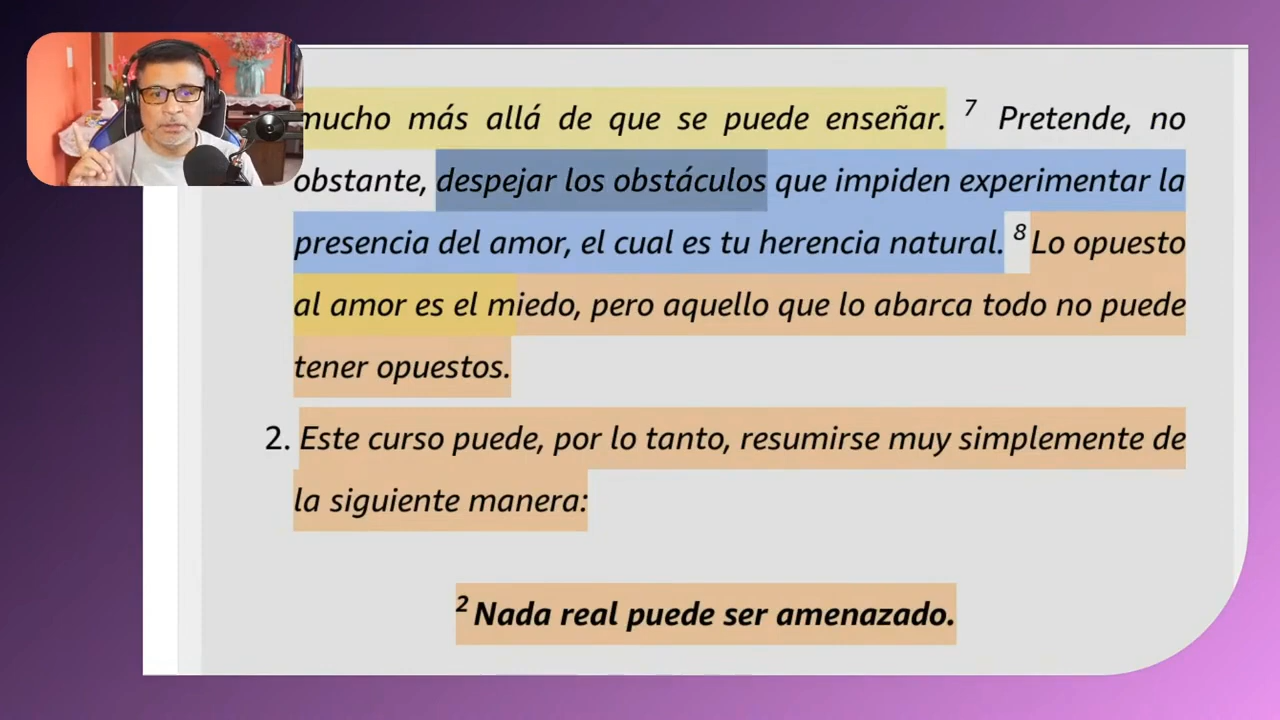 mucho más allá de que se puede enseñar. 7 Pretende, no
obstante, despejar los obstáculos que impiden experimentar la
presencia del amor, el cual es tu herencia natural. 8 Lo opuesto
al amor es el miedo, pero aquello que lo abarca todo no puede
tener opuestos.
2. Este curso puede, por lo tanto, resumirse muy simplemente de
la siguiente manera:
2 Nada real puede ser amenazado.